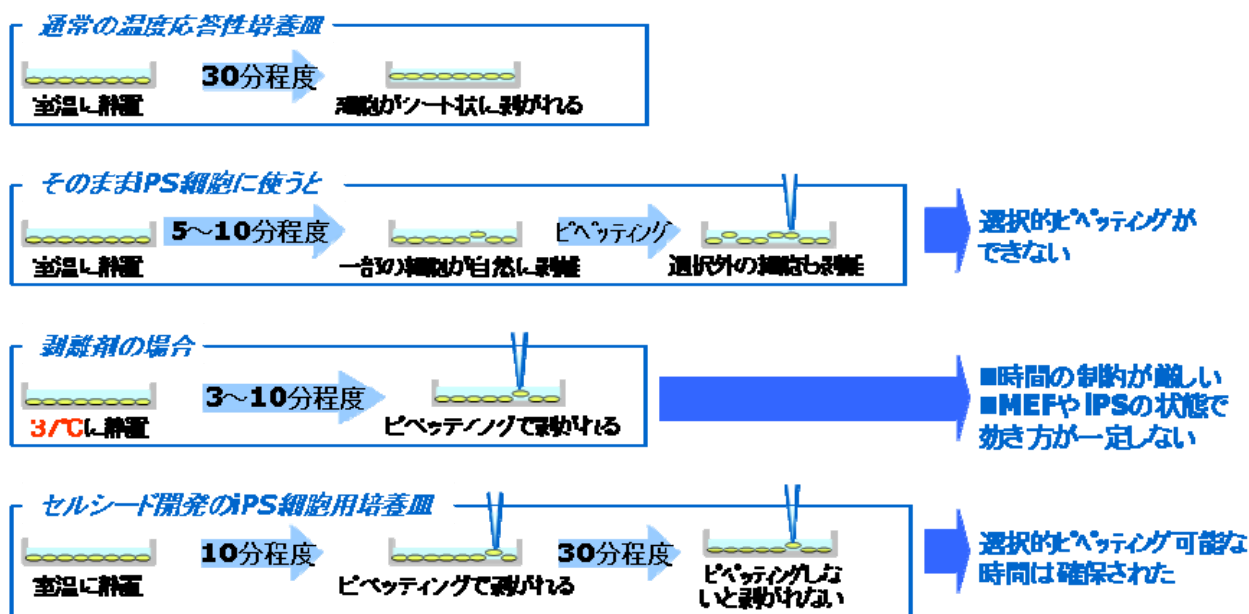 通常の温度応答性培養皿
30分程度
室温に静置
細胞がシート状に剥がれる
そのままiPS細胞に使うと
5～10分程度
ピペッティング
室温に静置
一部の細胞が自然に剥離
選択外の細胞も剥離
選択的ピペッティングが
できない
剥離剤の場合
3～10分程度
37℃に静置
ピペッティングで剥がれる
■時間の制約が厳しい
■MEFやiPSの状態で
効き方が一定しない
セルシード開発のiPS細胞用培養皿
10分程度
30分程度
室温に静置
ピペッティングで剥がれる
ピペッティングしな
いと剥がれない
選択的ピペッティング可能な
時間は確保された